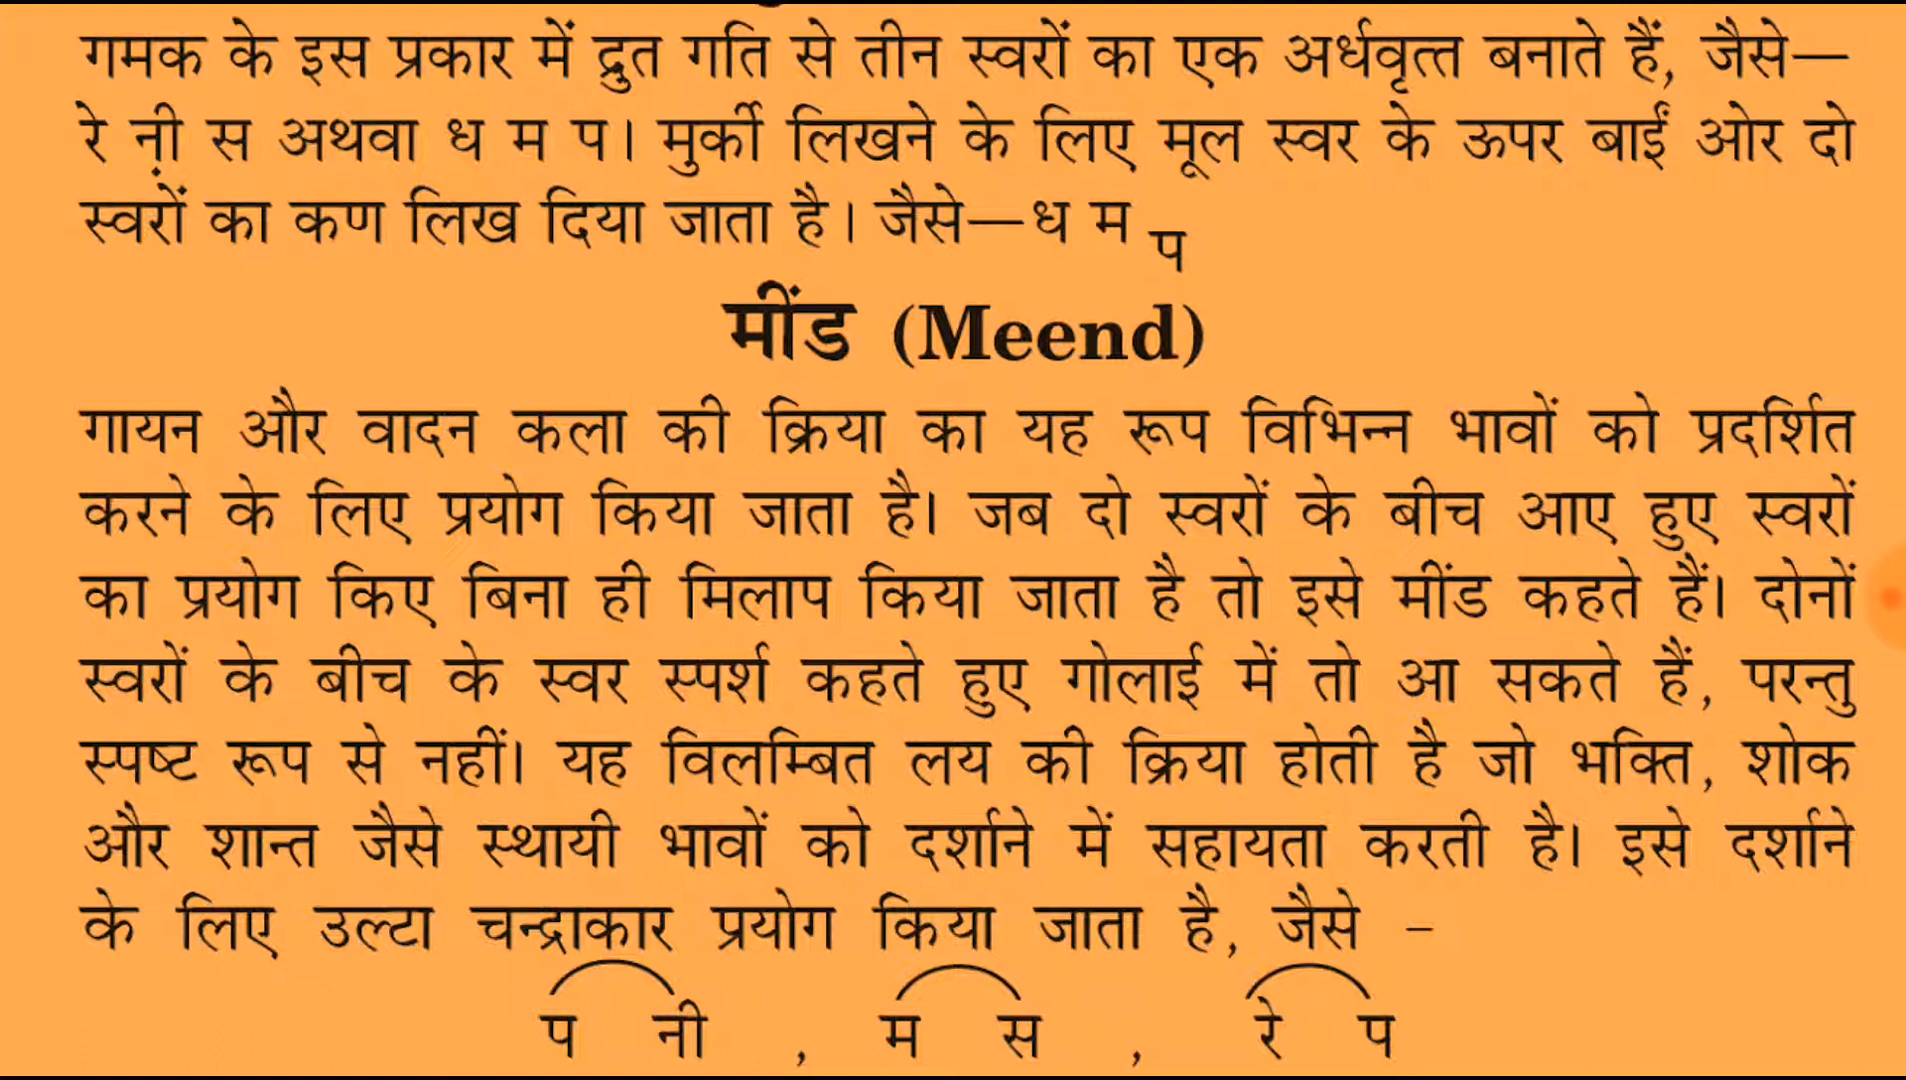 गमक के इस प्रकार में द्रुत गति से तीन स्वरों का एक अर्धवृत्त बनाते हैं, जैसे—
रे नी़ स अथवा ध म प। मुर्की लिखने के लिए मूल स्वर के ऊपर बाईं ओर दो
स्वरों का कण लिख दिया जाता है। जैसे—ध म प
मींड (Meend)
गायन और वादन कला की क्रिया का यह रूप विभिन्न भावों को प्रदर्शित
करने के लिए प्रयोग किया जाता है। जब दो स्वरों के बीच आए हुए स्वरों
का प्रयोग किए बिना ही मिलाप किया जाता है तो इसे मींड कहते हैं। दोनों
स्वरों के बीच के स्वर स्पर्श कहते हुए गोलाई में तो आ सकते हैं, परन्तु
स्पष्ट रूप से नहीं। यह विलम्बित लय की क्रिया होती है जो भक्ति, शोक
और शान्त जैसे स्थायी भावों को दर्शाने में सहायता करती है। इसे दर्शाने
के लिए उल्टा चन्द्राकार प्रयोग किया जाता है, जैसे -
प नी , म स , रे प